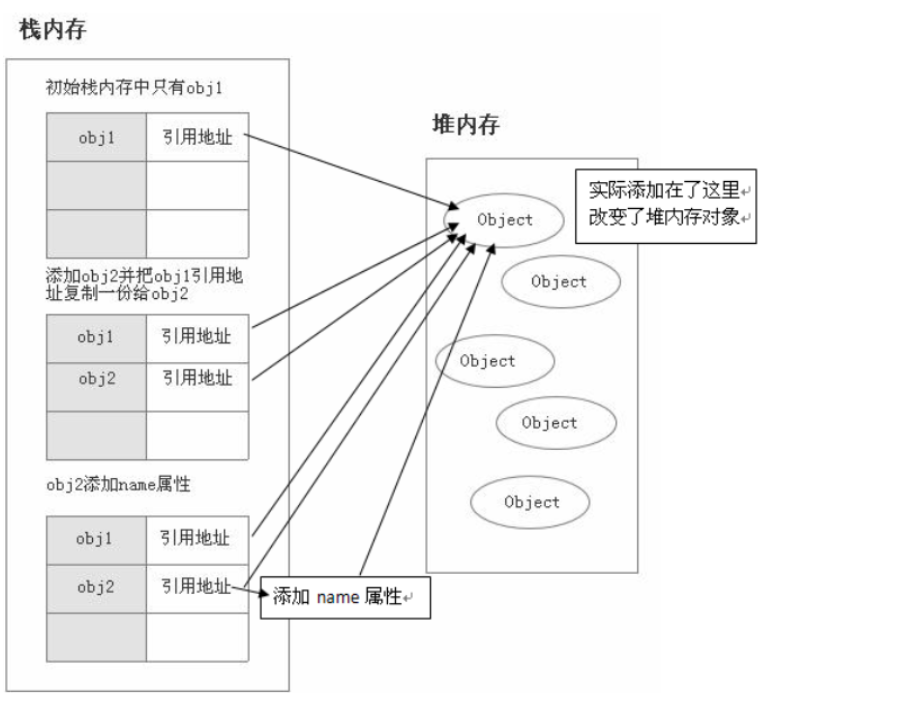 栈内存
初始栈内存中只有obj1
obj1 引用地址
添加obj2并把obj1引用地
址复制一份给obj2
obj1 引用地址
obj2 引用地址
obj2添加name属性
obj1 引用地址
obj2 引用地址
添加 name 属性↵
堆内存
实际添加在了这里↵
改变了堆内存对象↵
Object
Object
Object
Object
Object